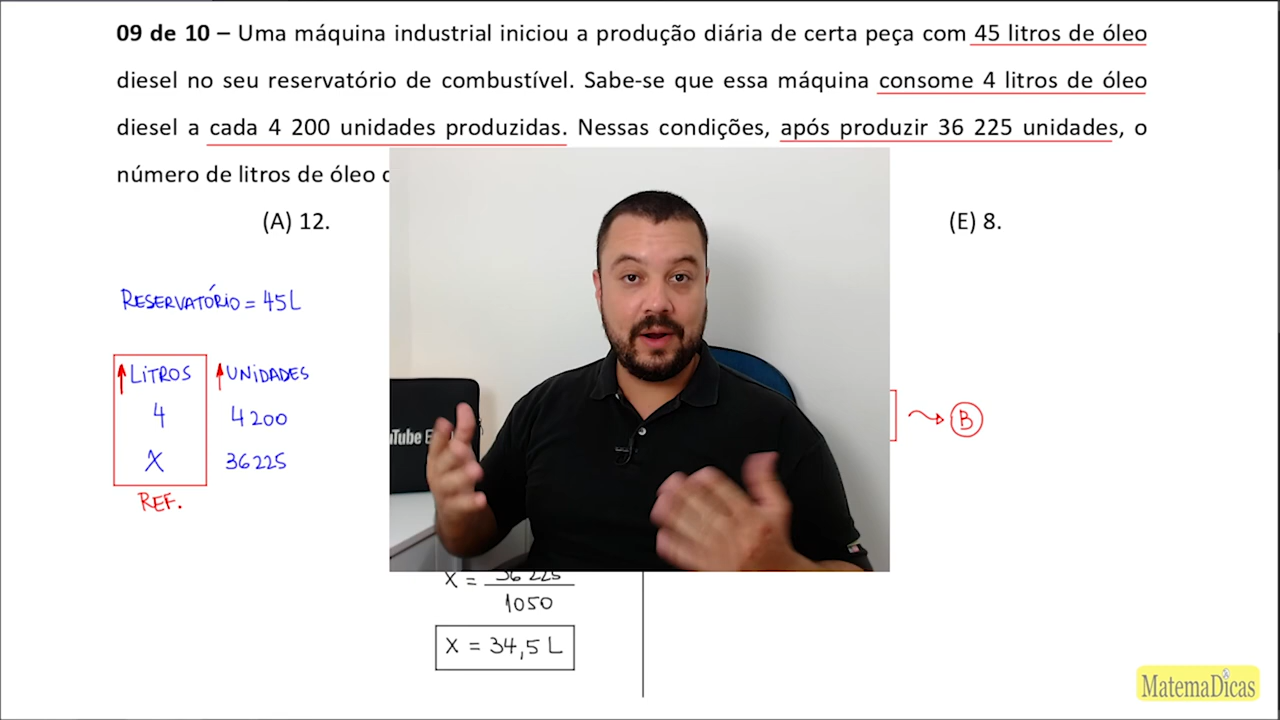 09 de 10 – Uma máquina industrial iniciou a produção diária de certa peça com 45 litros de óleo
diesel no seu reservatório de combustível. Sabe-se que essa máquina consome 4 litros de óleo
diesel a cada 4 200 unidades produzidas. Nessas condições, após produzir 36 225 unidades, o
número de litros de óleo
(A) 12. (E) 8.
RESERVATÓRIO = 45L
LITROS UNIDADES
4 4200
X 36225
REF.
B
uTube E
X = 36 225
1050
X = 34,5 L
MatemaDicas